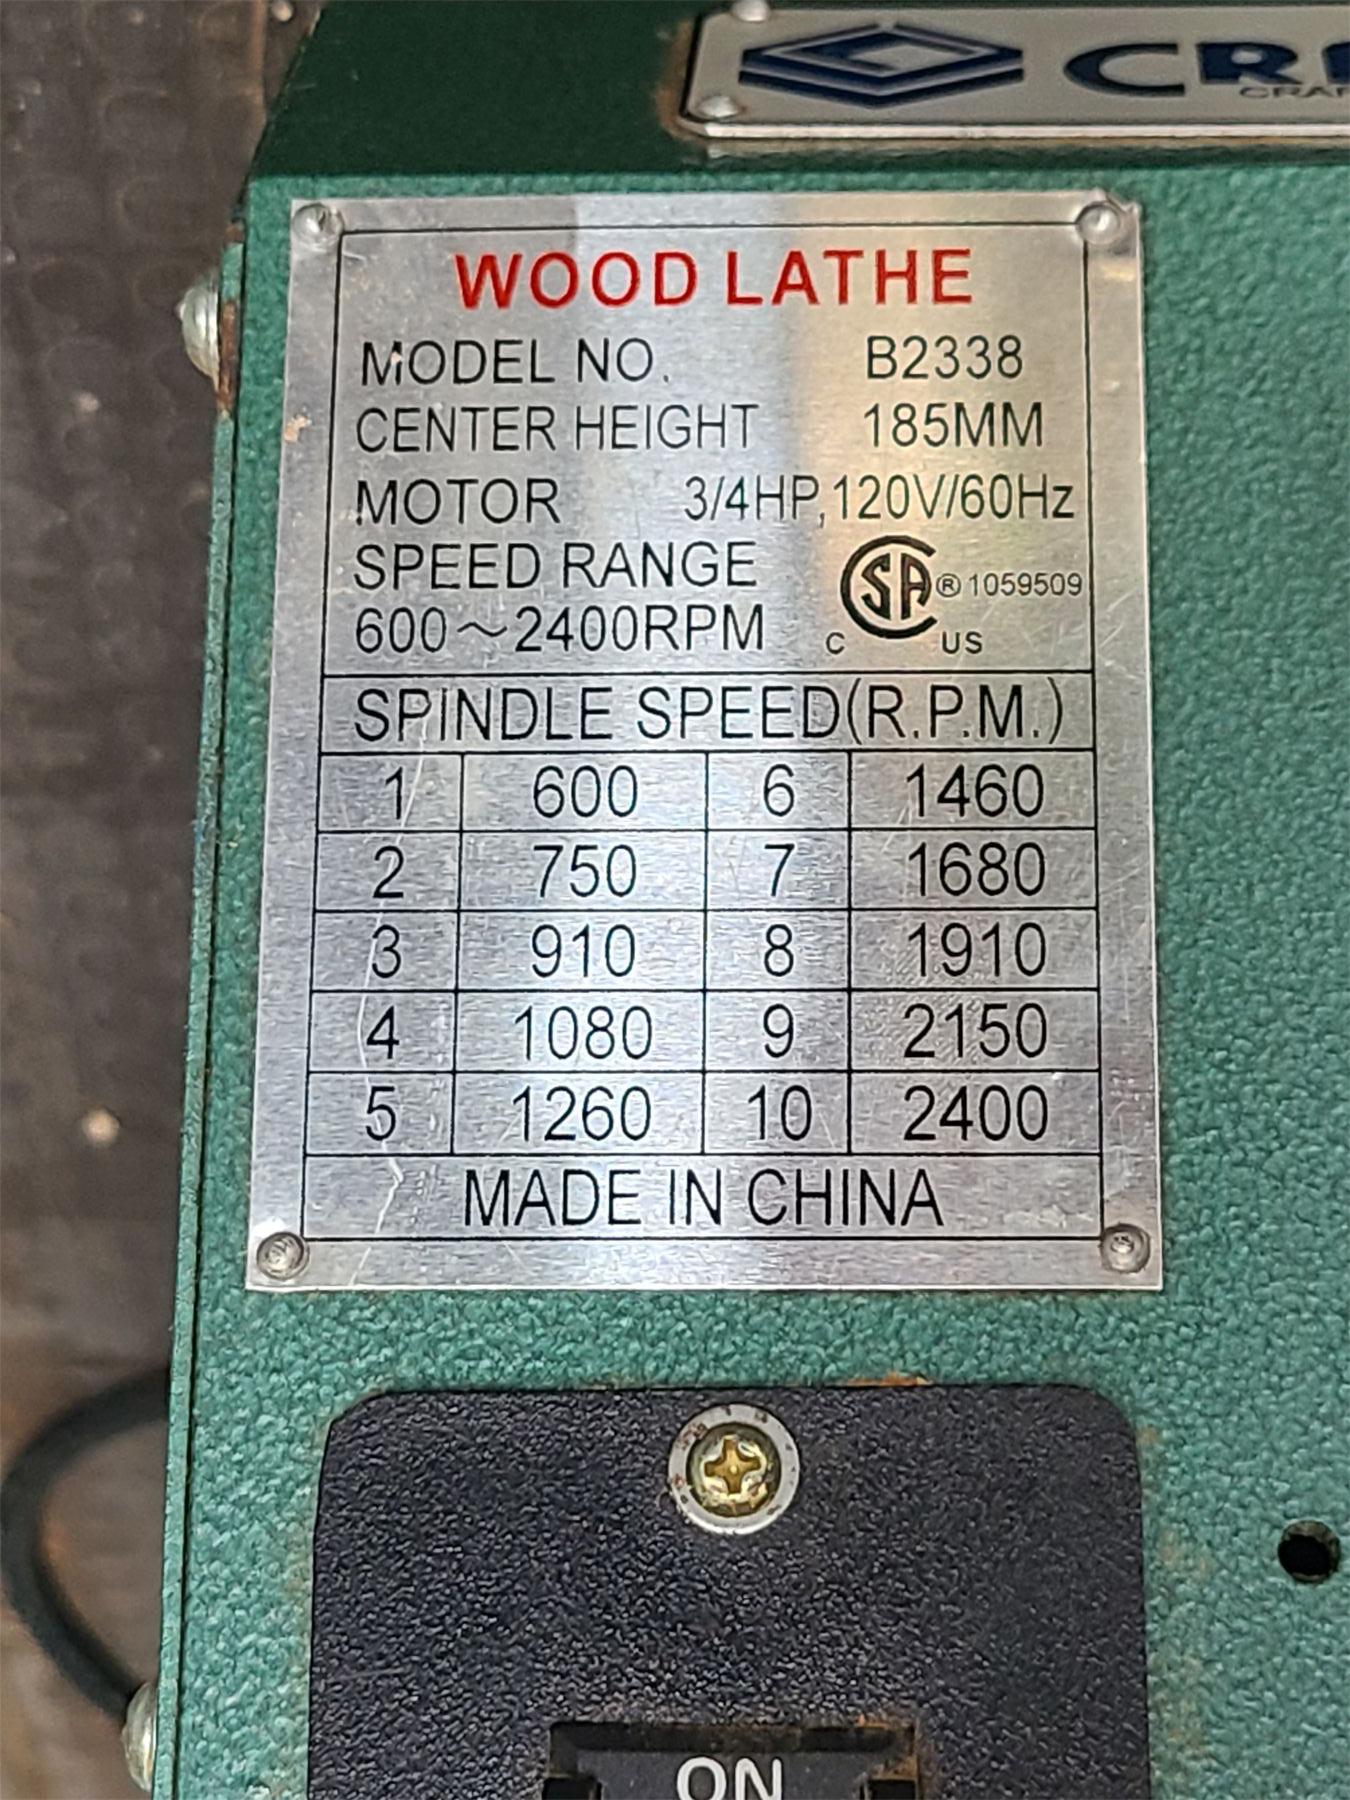 WOOD LATHE
MODEL NO. B2338
CENTER HEIGHT 185MM
MOTOR 3/4HP,120V/60Hz
SPEED RANGE
600~2400RPM
CSA ® 1059509
C US
SPINDLE SPEED(R.P.M.)
1 600 6 1460
2 750 7 1680
3 910 8 1910
4 1080 9 2150
5 1260 10 2400
MADE IN CHINA
ON